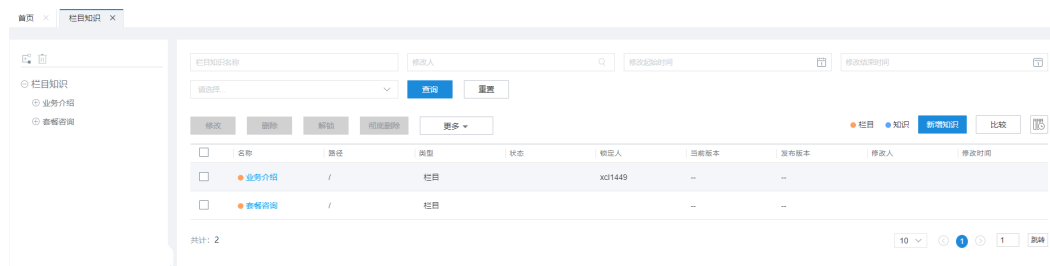 首页 × 栏目知识 ×
栏目知识
业务介绍
套餐咨询
栏目知识名称 修改人 修改起始时间 修改结束时间
请选择... 查询 重置
修改 删除 解锁 彻底删除 更多 栏目 知识 新增知识 比较
名称 路径 类型 状态 锁定人 当前版本 发布版本 修改人 修改时间
业务介绍 / 栏目 xcl1449 -- --
套餐咨询 / 栏目 -- --
共计: 2 10 1 1 跳转